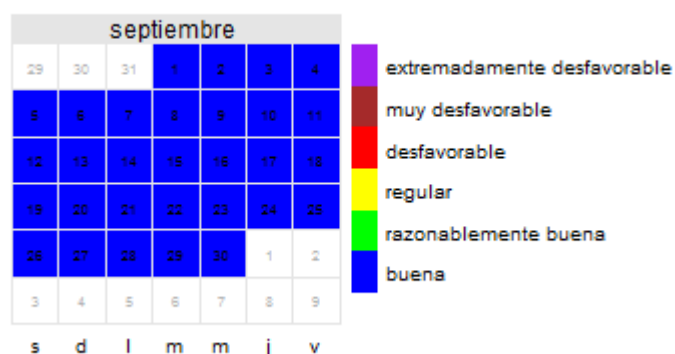 septiembre
29 30 31 1 2 3 4
5 6 7 8 9 10 11
12 13 14 15 16 17 18
19 20 21 22 23 24 25
26 27 28 29 30 1 2
3 4 5 6 7 8 9
s d l m m j v
extremadamente desfavorable
muy desfavorable
desfavorable
regular
razonablemente buena
buena